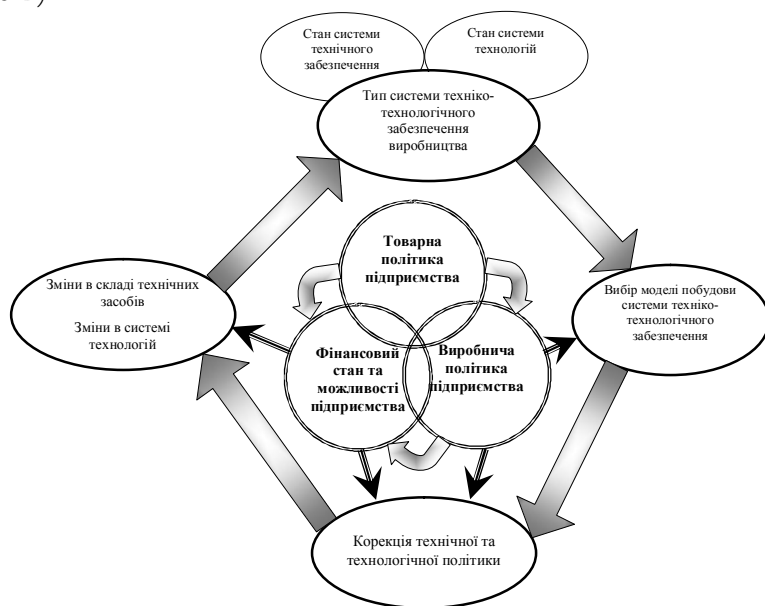 Стан системи
технічного
забезпечення
Стан системи
технологій
Тип системи техніко-
технологічного
забезпечення
виробництва
Товарна
політика
підприємства
Зміни в складі технічних
засобів
Зміни в системі
технологій
Вибір моделі побудови
системи техніко-
технологічного
забезпечення
Фінансовий
стан та
можливості
підприємства
Виробнича
політика
підприємства
Корекція технічної та
технологічної політики